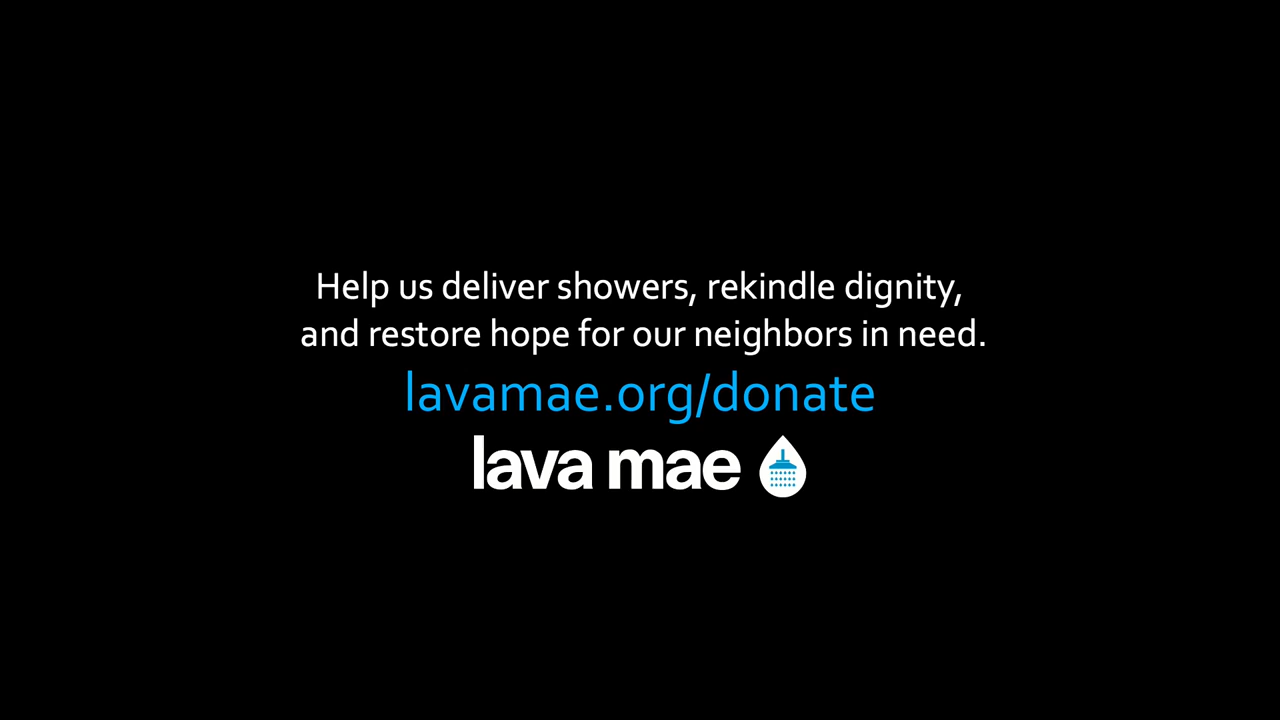 Help us deliver showers, rekindle dignity,
and restore hope for our neighbors in need.
lavamae.org/donate
lava mae